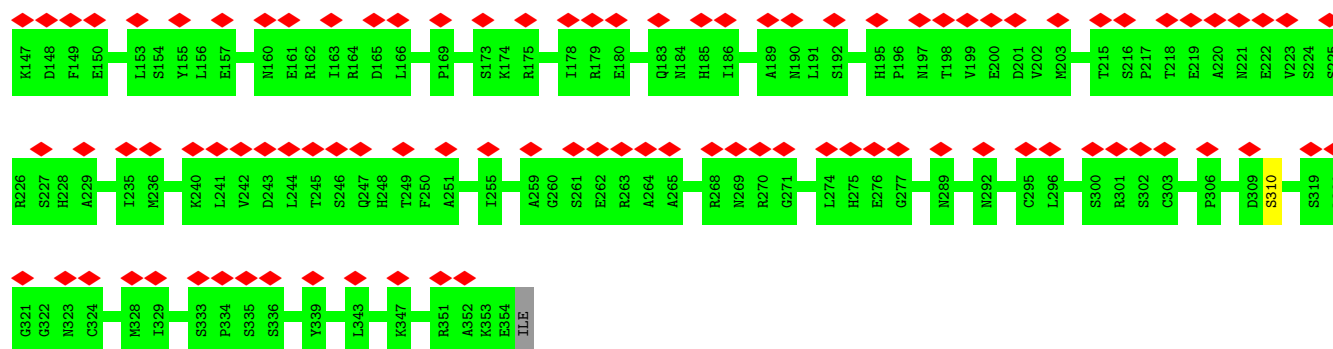 K147 D148 F149 E150 L153 S154 Y155 L156 E157 N160 E161 R162 I163 R164 D165 L166 P169 S173 K174 R175 I178 R179 E180 Q183 N184 H185 I186 A189 N190 L191 S192 H195 P196 N197 T198 V199 E200 D201 V202 M203 T215 S216 P217 T218 E219 A220 N221 E222 V223 S224 S225
R226 S227 H228 A229 I235 M236 K240 L241 V242 D243 L244 T245 S246 Q247 H248 T249 F250 A251 I255 A259 G260 S261 E262 R263 A264 A265 R268 N269 R270 G271 L274 H275 E276 G277 N289 N292 C295 L296 S300 R301 S302 C303 P306 D309 S310 S319
G321 G322 N323 C324 M328 I329 S333 P334 S335 S336 Y339 L343 K347 R351 A352 K353 E354 ILE